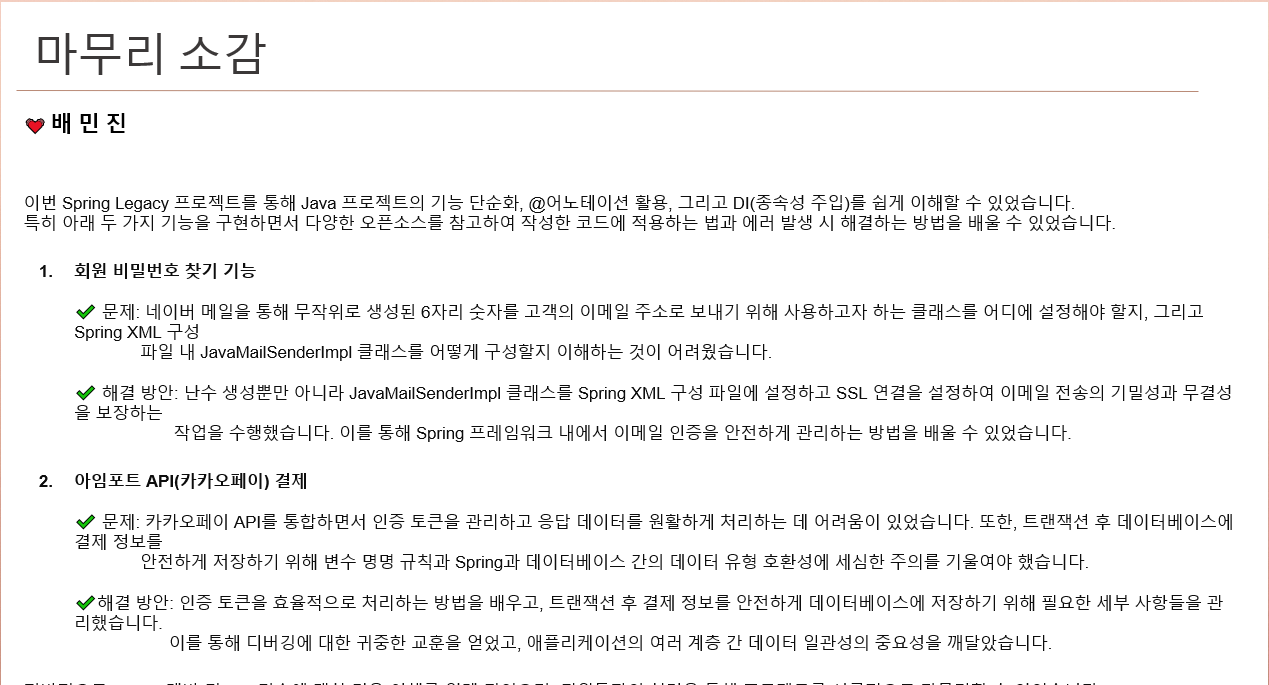 마무리 소감
배 민 진
이번 Spring Legacy 프로젝트를 통해 Java 프로젝트의 기능 단순화, @어노테이션 활용, 그리고 DI(종속성 주입)를 쉽게 이해할 수 있었습니다.
특히 아래 두 가지 기능을 구현하면서 다양한 오픈소스를 참고하여 작성한 코드에 적용하는 법과 에러 발생 시 해결하는 방법을 배울 수 있었습니다.
1. 회원 비밀번호 찾기 기능
✔ 문제: 네이버 메일을 통해 무작위로 생성된 6자리 숫자를 고객의 이메일 주소로 보내기 위해 사용하고자 하는 클래스를 어디에 설정해야 할지, 그리고
Spring XML 구성
파일 내 JavaMailSenderImpl 클래스를 어떻게 구성할지 이해하는 것이 어려웠습니다.
✔ 해결 방안: 난수 생성뿐만 아니라 JavaMailSenderImpl 클래스를 Spring XML 구성 파일에 설정하고 SSL 연결을 설정하여 이메일 전송의 기밀성과 무결성
을 보장하는
작업을 수행했습니다. 이를 통해 Spring 프레임워크 내에서 이메일 인증을 안전하게 관리하는 방법을 배울 수 있었습니다.
2. 아임포트 API(카카오페이) 결제
✔ 문제: 카카오페이 API를 통합하면서 인증 토큰을 관리하고 응답 데이터를 원활하게 처리하는 데 어려움이 있었습니다. 또한, 트랜잭션 후 데이터베이스에
결제 정보를
안전하게 저장하기 위해 변수 명명 규칙과 Spring과 데이터베이스 간의 데이터 유형 호환성에 세심한 주의를 기울여야 했습니다.
✔해결 방안: 인증 토큰을 효율적으로 처리하는 방법을 배우고, 트랜잭션 후 결제 정보를 안전하게 데이터베이스에 저장하기 위해 필요한 세부 사항들을 관
리했습니다.
이를 통해 디버깅에 대한 귀중한 교훈을 얻었고, 애플리케이션의 여러 계층 간 데이터 일관성의 중요성을 깨달았습니다.